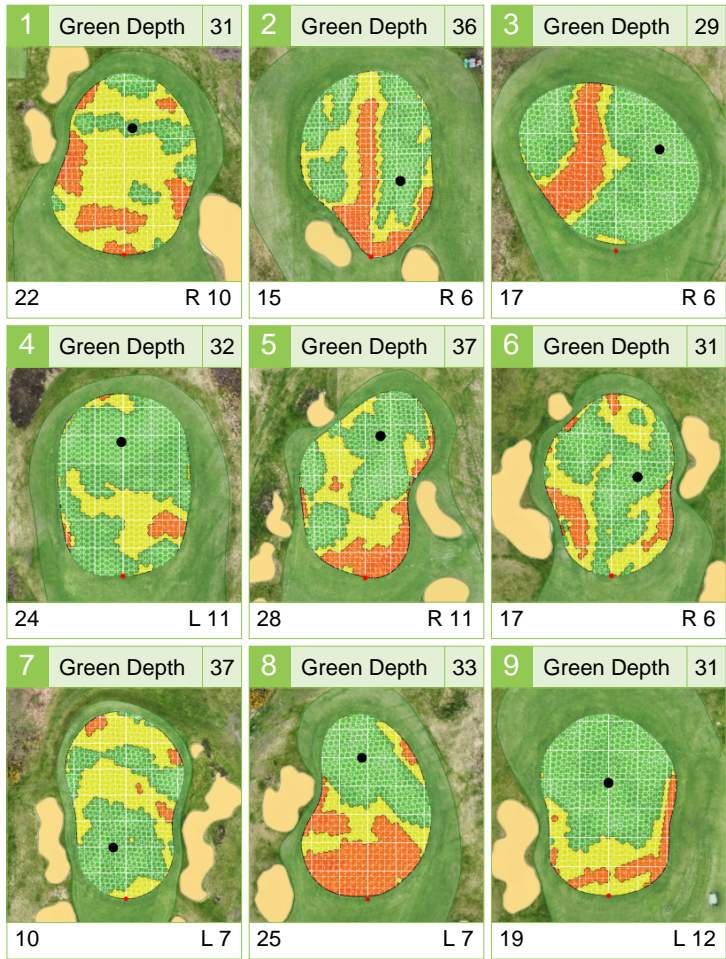 1 Green Depth 31
22 R 10
2 Green Depth 36
15 R 6
3 Green Depth 29
17 R 6
4 Green Depth 32
24 L 11
5 Green Depth 37
28 R 11
6 Green Depth 31
17 R 6
7 Green Depth 37
10 L 7
8 Green Depth 33
25 L 7
9 Green Depth 31
19 L 12